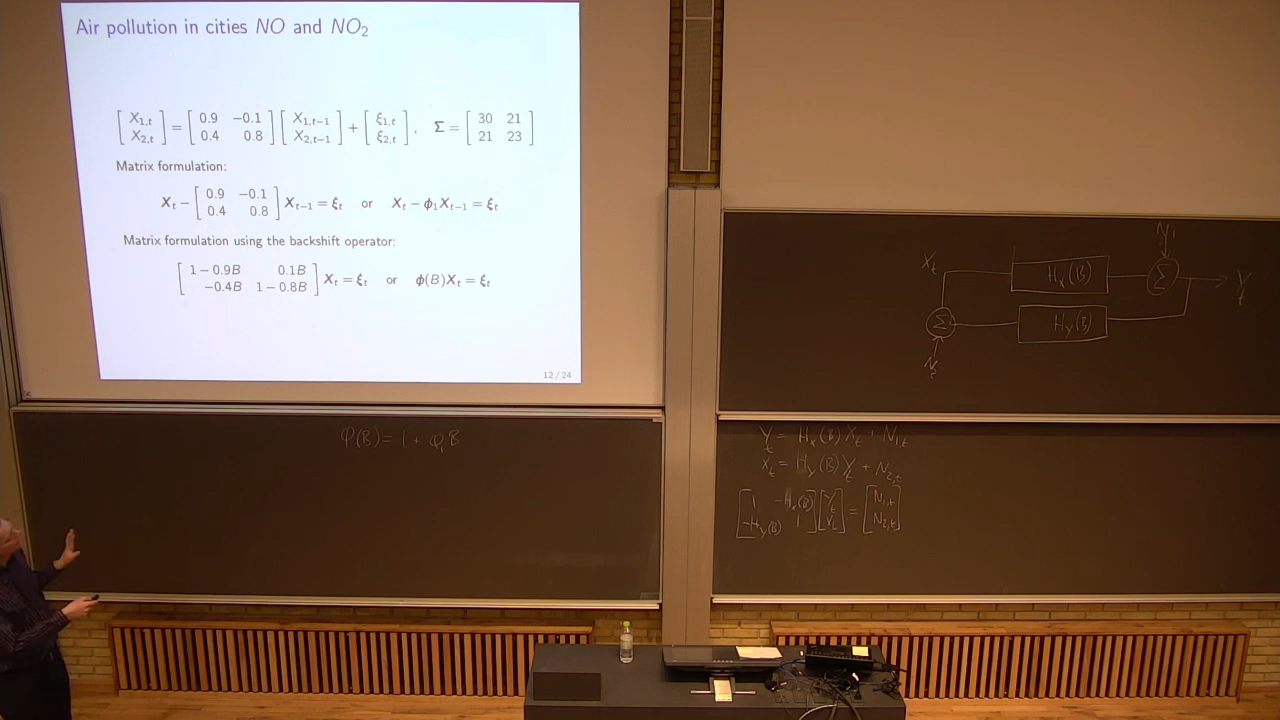 Air pollution in cities NO and NO₂
[X₁,ₜ; X₂,ₜ] = [0.9 −0.1; 0.4 0.8] [X₁,ₜ₋₁; X₂,ₜ₋₁] + [ξ₁,ₜ; ξ₂,ₜ], Σ = [30 21; 21 23]
Matrix formulation:
Xₜ − [0.9 −0.1; 0.4 0.8] Xₜ₋₁ = ξₜ or Xₜ − ϕ₁Xₜ₋₁ = ξₜ
Matrix formulation using the backshift operator:
[1 − 0.9B 0.1B; −0.4B 1 − 0.8B] Xₜ = ξₜ or ϕ(B)Xₜ = ξₜ
12 / 24
φ(B) = 1 + φ₁B
N₁
Xₜ Hₓ(B) Σ Yₜ
Σ H_y(B)
N₂
Yₜ = Hₓ(B) Xₜ + N₁,ₜ
Xₜ = H_y(B) Yₜ + N₂,ₜ
[1 −Hₓ(B); −H_y(B) 1] [Yₜ; Xₜ] = [N₁,ₜ; N₂,ₜ]